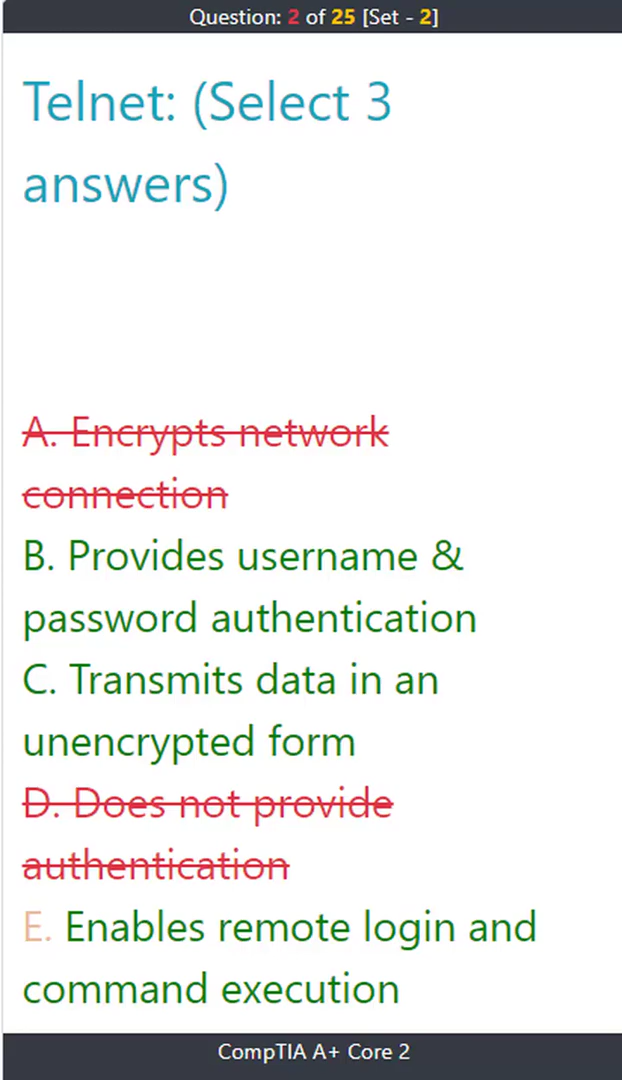 Question: 2 of 25 [Set - 2]
Telnet: (Select 3
answers)
A. Encrypts network
connection
B. Provides username &
password authentication
C. Transmits data in an
unencrypted form
D. Does not provide
authentication
E. Enables remote login and
command execution
CompTIA A+ Core 2